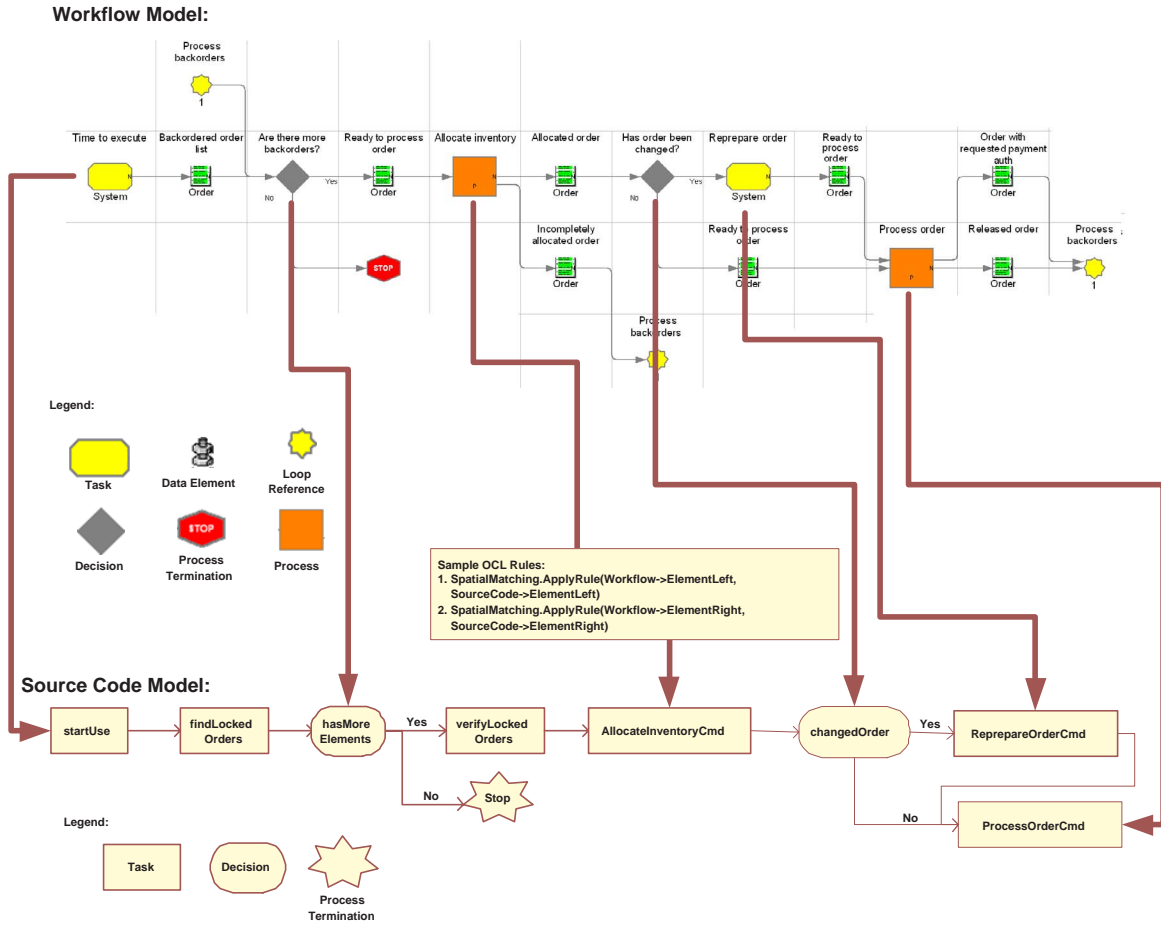 Workflow Model:
Process
backorders
1
Time to execute
Backordered order
list
Are there more
backorders?
Ready to process
order
Allocate inventory
Allocated order
Has order been
changed?
Reprepare order
Ready to
process
order
Order with
requested payment
auth
N
System
Order
Yes
No
Order
N
P
Order
Yes
No
N
System
Order
Order
STOP
Incompletely
allocated order
Order
Ready to process
order
Order
Process order
N
P
Released order
Order
Process
backorders
1
Process
backorders
Legend:
Task
Data Element
Loop
Reference
STOP
Decision
Process
Termination
Process
Sample OCL Rules:
1. SpatialMatching.ApplyRule(Workflow->ElementLeft,
SourceCode->ElementLeft)
2. SpatialMatching.ApplyRule(Workflow->ElementRight,
SourceCode->ElementRight)
Source Code Model:
startUse
findLocked
Orders
hasMore
Elements
Yes
verifyLocked
Orders
AllocateInventoryCmd
changedOrder
Yes
ReprepareOrderCmd
No
Stop
No
ProcessOrderCmd
Legend:
Task
Decision
Process
Termination